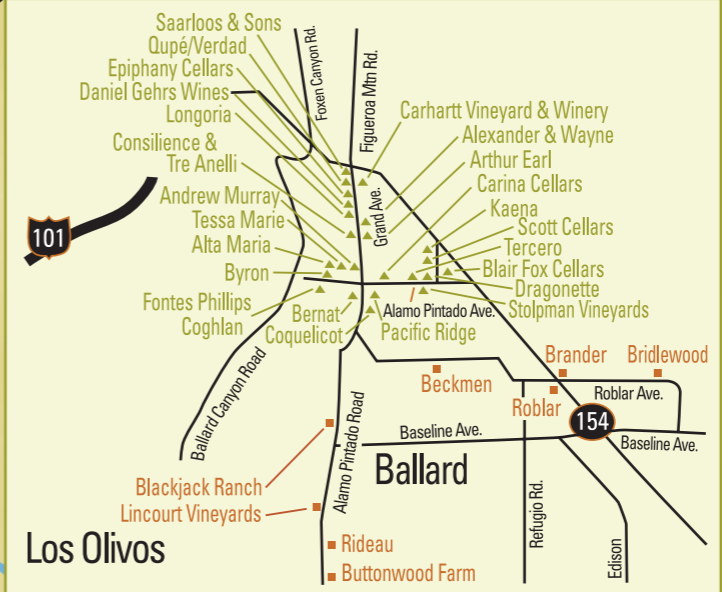 Saarloos & Sons
Qupé/Verdad
Epiphany Cellars
Daniel Gehrs Wines
Longoria
Consilience &
Tre Anelli
Andrew Murray
Tessa Marie
Alta Maria
Byron
Fontes Phillips
Coghlan
Bernat
Coquelicot
Foxen Canyon Rd.
Figueroa Mtn Rd.
Grand Ave.
Carhartt Vineyard & Winery
Alexander & Wayne
Arthur Earl
Carina Cellars
Kaena
Scott Cellars
Tercero
Blair Fox Cellars
Dragonette
Stolpman Vineyards
Alamo Pintado Ave.
Pacific Ridge
101
Ballard Canyon Road
Beckmen
Brander
Bridlewood
Roblar
Roblar Ave.
154
Baseline Ave.
Baseline Ave.
Ballard
Alamo Pintado Road
Blackjack Ranch
Lincourt Vineyards
Refugio Rd.
Edison
Los Olivos
Rideau
Buttonwood Farm